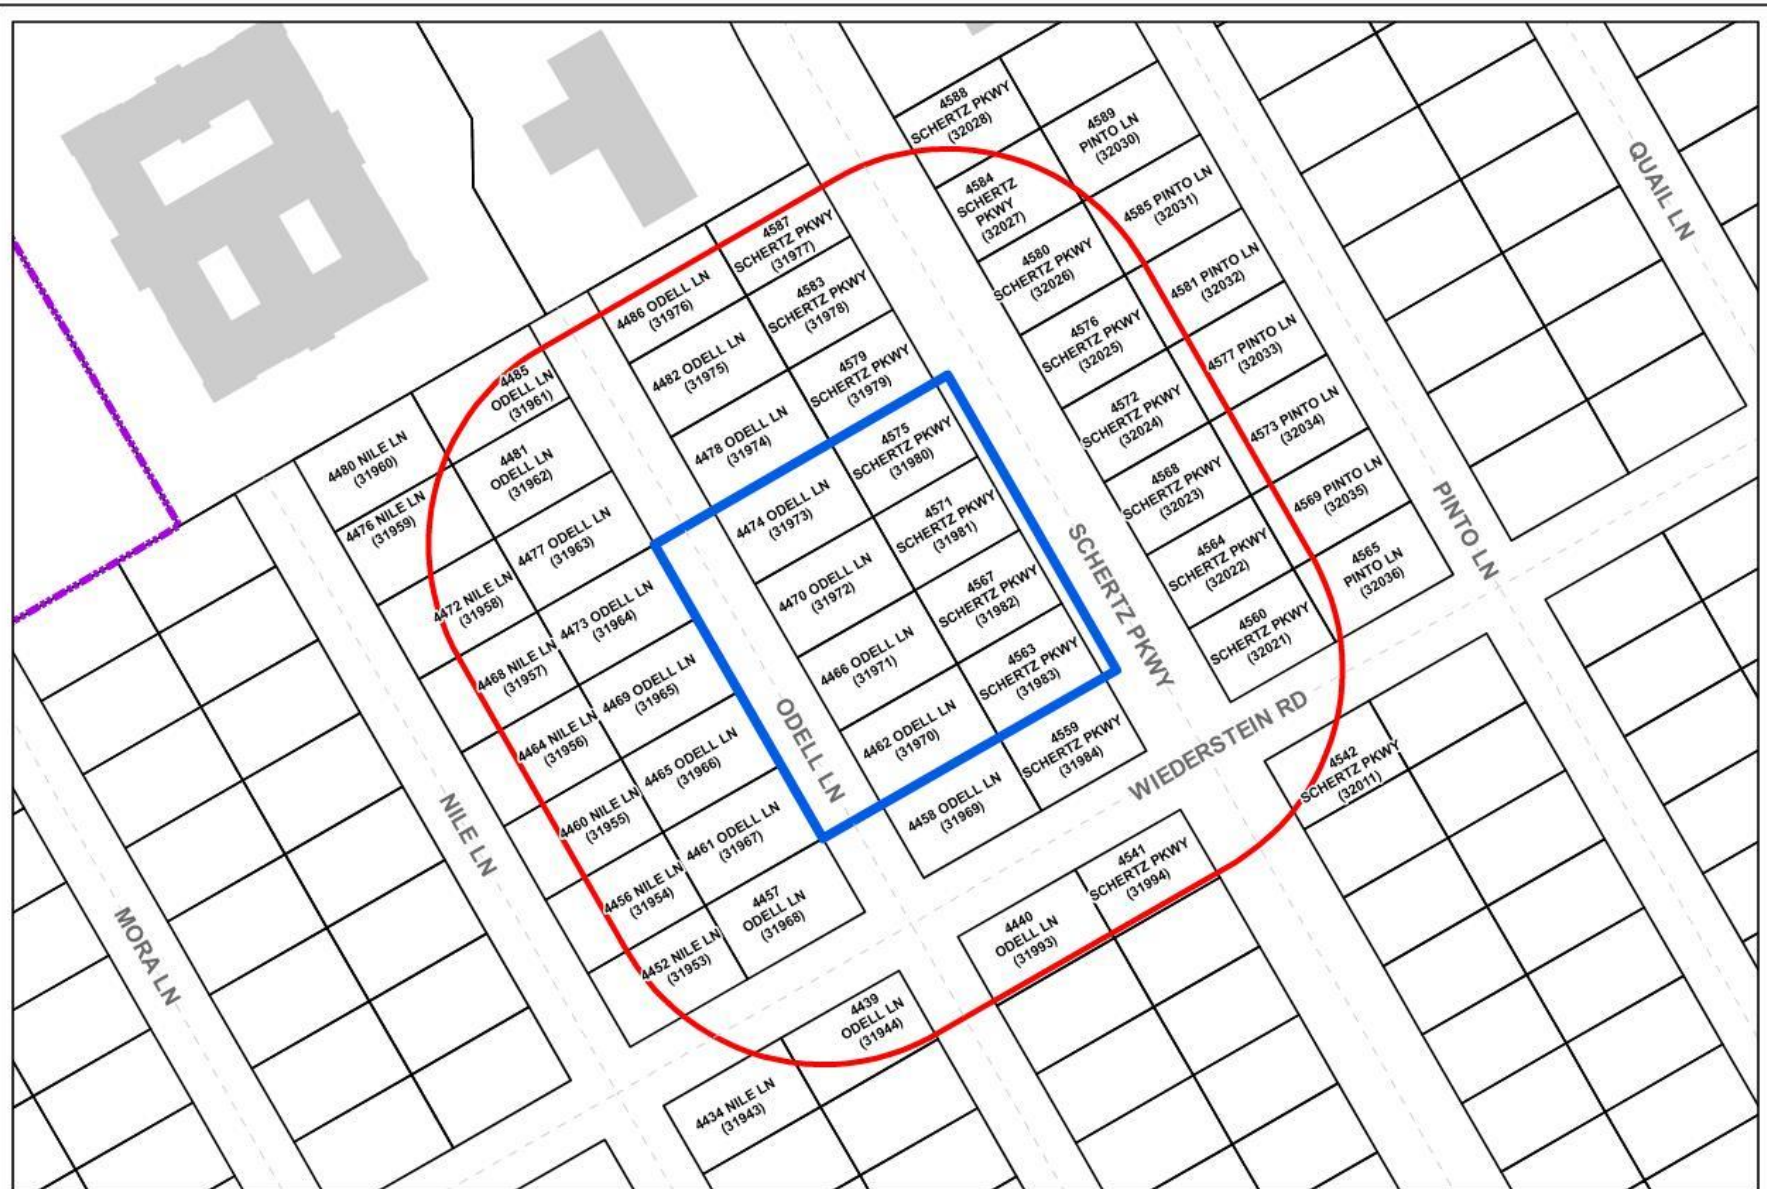 4588
SCHERTZ PKWY
(32028)
4589
PINTO LN
(32030)
QUAIL LN
4584
SCHERTZ
PKWY
(32027)
4585 PINTO LN
(32031)
4587
SCHERTZ PKWY
(31977)
4580
SCHERTZ PKWY
(32026)
4581 PINTO LN
(32032)
4486 ODELL LN
(31976)
4583
SCHERTZ PKWY
(31978)
4576
SCHERTZ PKWY
(32025)
4577 PINTO LN
(32033)
4482 ODELL LN
(31975)
4579
SCHERTZ PKWY
(31979)
4485
ODELL LN
(31961)
4572
SCHERTZ PKWY
(32024)
4573 PINTO LN
(32034)
4480 NILE LN
(31960)
4478 ODELL LN
(31974)
4575
SCHERTZ PKWY
(31980)
4481
ODELL LN
(31962)
4568
SCHERTZ PKWY
(32023)
4569 PINTO LN
(32035)
4476 NILE LN
(31959)
4474 ODELL LN
(31973)
4571
SCHERTZ PKWY
(31981)
PINTO LN
4477 ODELL LN
(31963)
4564
SCHERTZ PKWY
(32022)
4565
PINTO LN
(32036)
4472 NILE LN
(31958)
4470 ODELL LN
(31972)
4567
SCHERTZ PKWY
(31982)
SCHERTZ PKWY
4473 ODELL LN
(31964)
4560
SCHERTZ PKWY
(32021)
4468 NILE LN
(31957)
4466 ODELL LN
(31971)
4563
SCHERTZ PKWY
(31983)
4469 ODELL LN
(31965)
4464 NILE LN
(31956)
ODELL LN
4462 ODELL LN
(31970)
4559
SCHERTZ PKWY
(31984)
WIEDERSTEIN RD
4465 ODELL LN
(31966)
4542
SCHERTZ PKWY
(32011)
4460 NILE LN
(31955)
4458 ODELL LN
(31969)
NILE LN
4461 ODELL LN
(31967)
4541
SCHERTZ PKWY
(31994)
4456 NILE LN
(31954)
4457
ODELL LN
(31968)
4440
ODELL LN
(31993)
MORA LN
4452 NILE LN
(31953)
4439
ODELL LN
(31944)
4434 NILE LN
(31943)